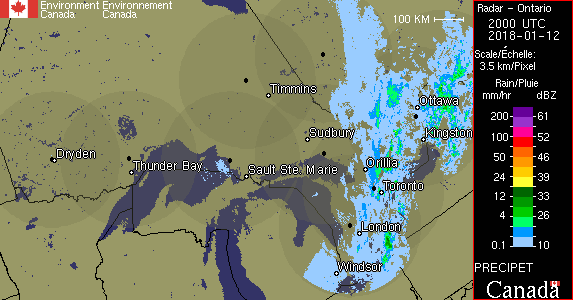 Environment Environnement
Canada Canada
100 KM
Timmins
Ottawa
Sudbury
Kingston
Dryden
Thunder Bay
Sault Ste. Marie
Orillia
Toronto
London
Windsor
Radar - Ontario
2000 UTC
2018-01-12
Scale/Échelle:
3.5 km/Pixel
Rain/Pluie
mm/hr dBZ
200 61
100 52
50 46
24 39
12 33
4 26
0.1 10
PRECIPET
Canada